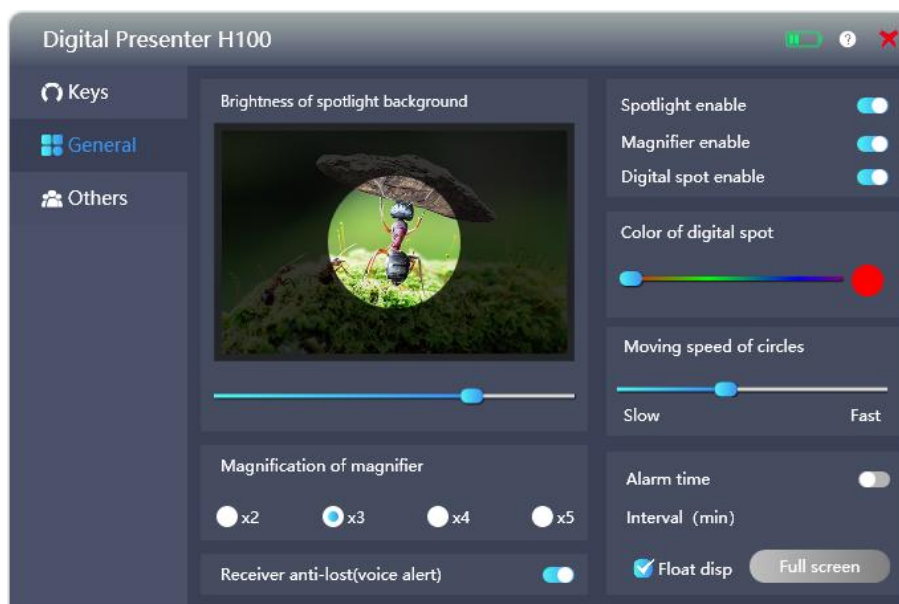 Digital Presenter H100
?
Keys
General
Others
Brightness of spotlight background
Magnification of magnifier
x2 x3 x4 x5
Receiver anti-lost(voice alert)
Spotlight enable
Magnifier enable
Digital spot enable
Color of digital spot
Moving speed of circles
Slow Fast
Alarm time
Interval（min）
Float disp Full screen